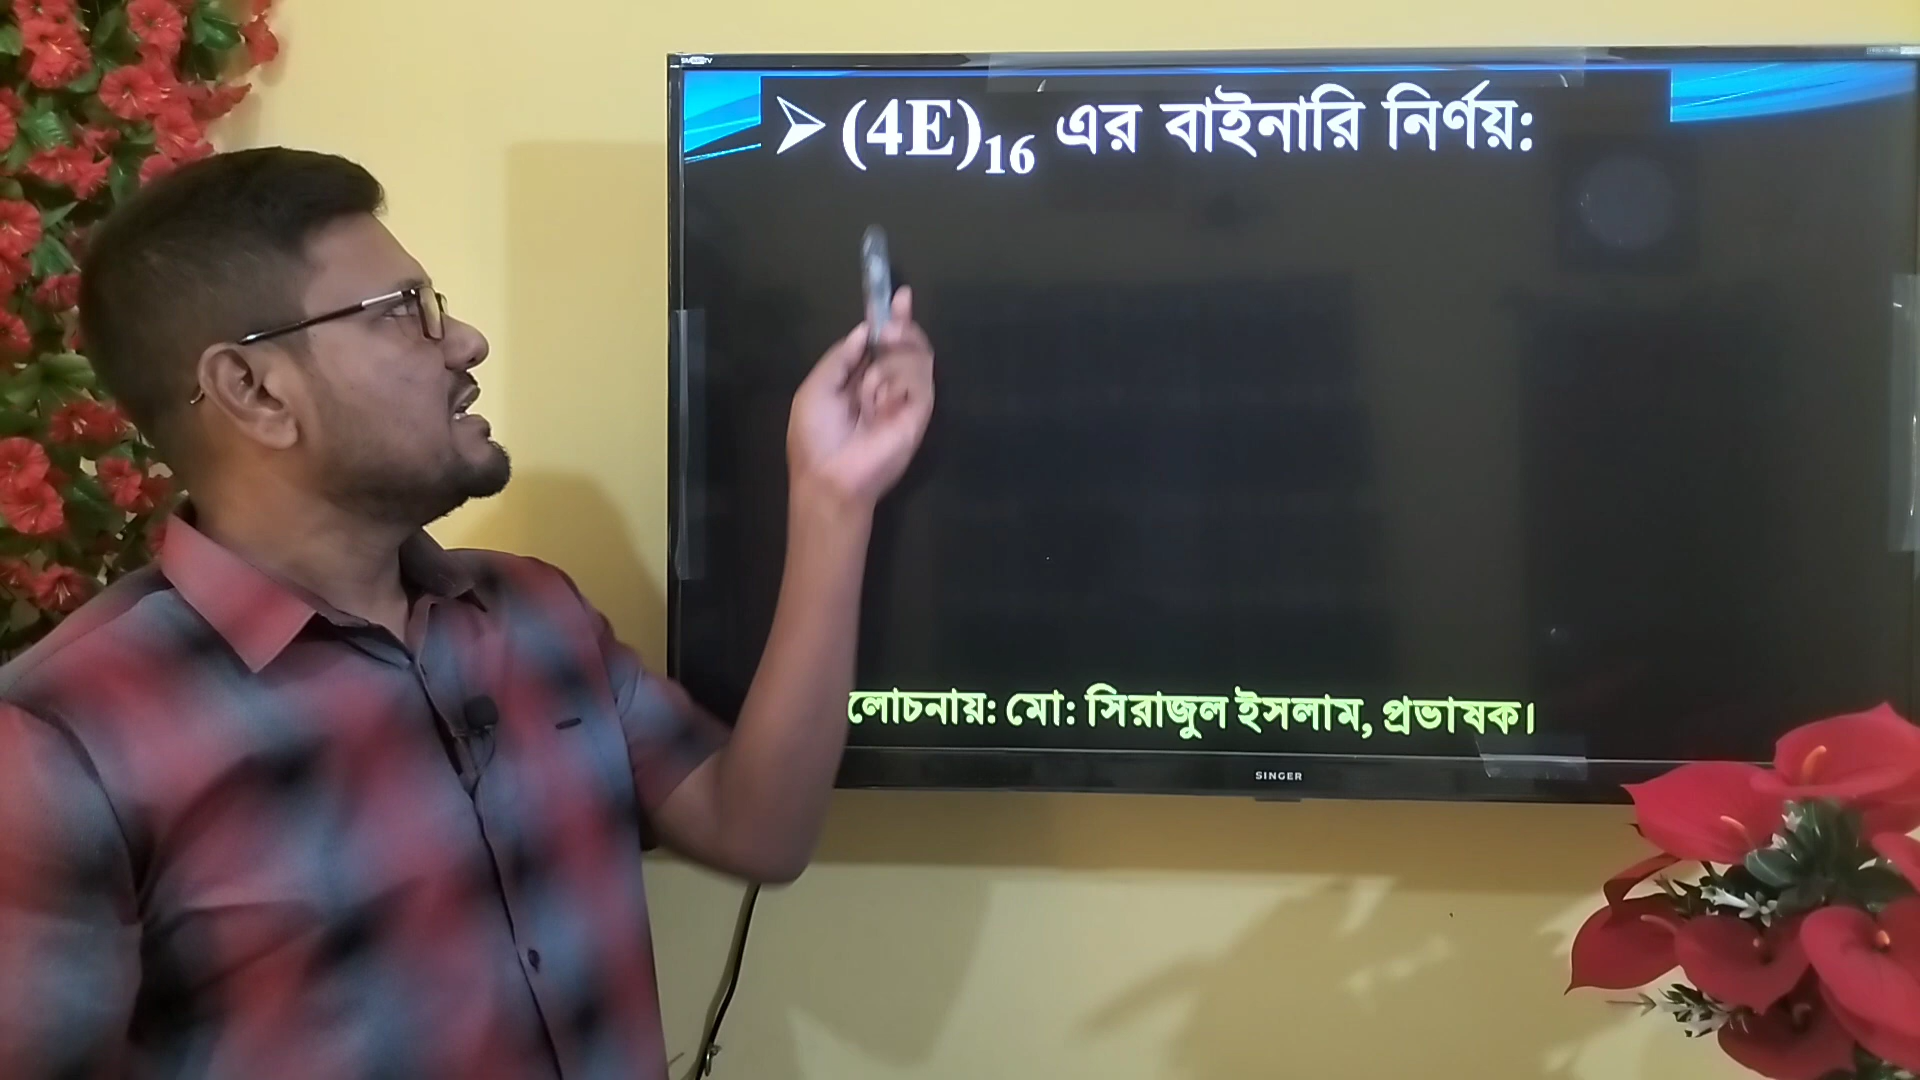 ➢ (4E)₁₆ এর বাইনারি নির্ণয়:
লোচনায়: মো: সিরাজুল ইসলাম, প্রভাষক।
SINGER